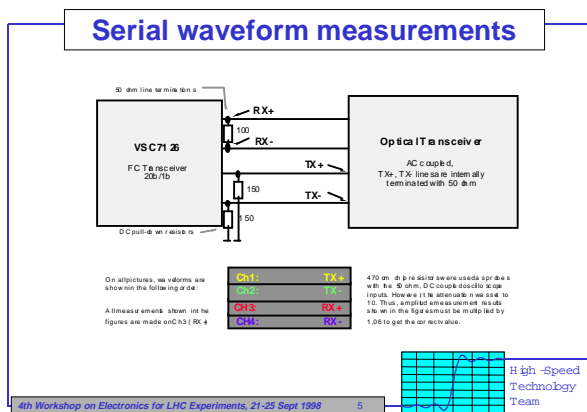 Serial waveform measurements
50 ohm line terminations
RX+
100
RX-
VSC7126
FC Transceiver
20b/1b
Optical Transceiver
AC coupled,
TX+, TX- lines are internally
terminated with 50 ohm
TX+
150
TX-
150
DC pull-down resistors
On all pictures, waveforms are
shown in the following order:
All measurements shown in the
figures are made on Ch3 (RX+)
Ch1: TX+
Ch2: TX-
CH3: RX+
CH4: RX-
470 om chip resisitors were used as probes
with the 50 ohm, DC coupled oscilloscope
inputs. However, the attenuation was set to
10. Thus, amplitude measurement results
shown in the figures must be multiplied by
1.06 to get the correct value.
High-Speed
Technology
Team
4th Workshop on Electronics for LHC Experiments, 21-25 Sept 1998 5